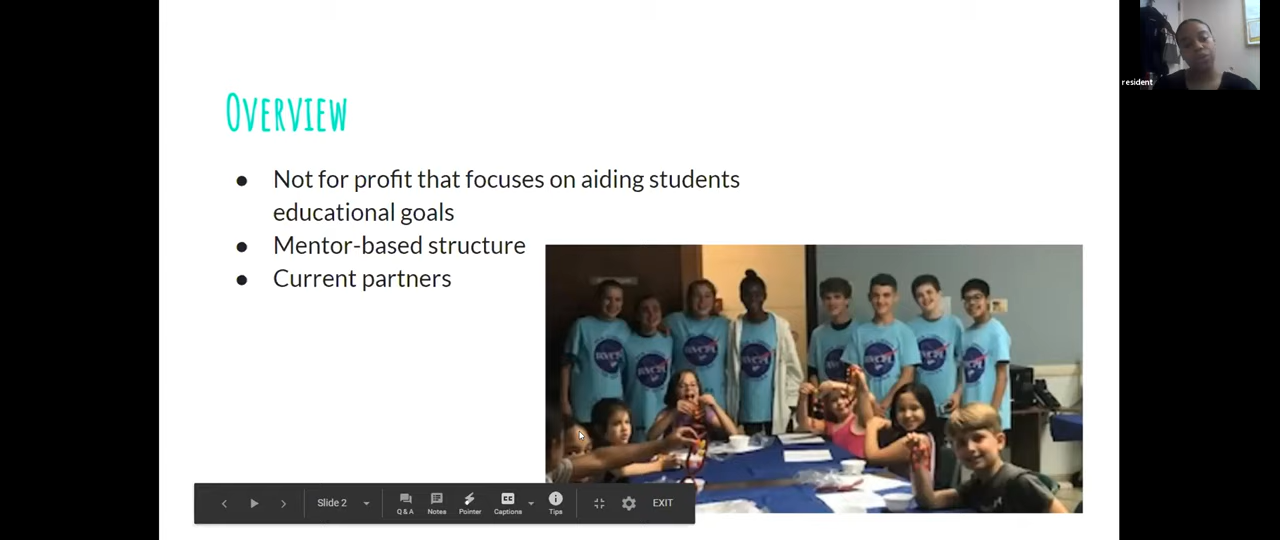 resident
OVERVIEW
● Not for profit that focuses on aiding students
educational goals
● Mentor-based structure
● Current partners
Slide 2
Q & A
Notes
Pointer
Captions
Tips
EXIT